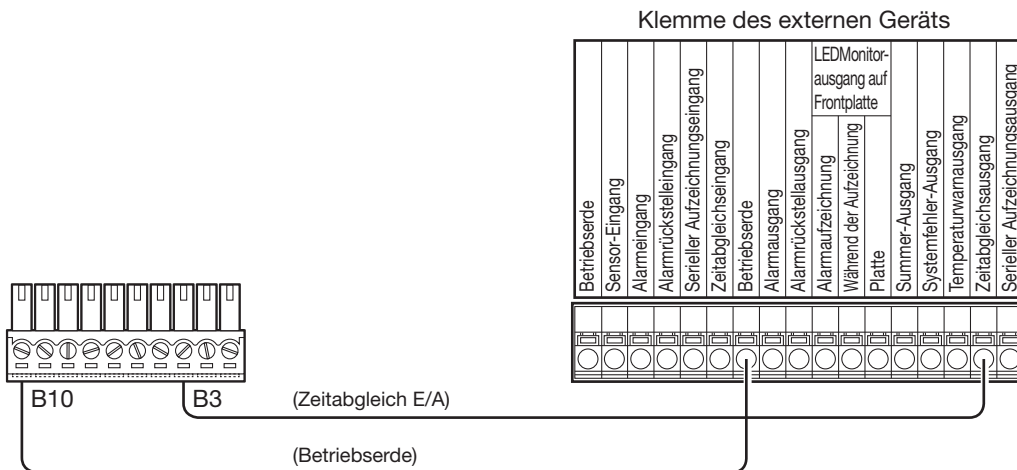 Klemme des externen Geräts
LEDMonitor-
ausgang auf
Frontplatte
Betriebserde
Sensor-Eingang
Alarmeingang
Alarmrückstelleingang
Serieller Aufzeichnungseingang
Zeitabgleichseingang
Betriebserde
Alarmausgang
Alarmrückstellausgang
Alarmaufzeichnung
Während der Aufzeichnung
Platte
Summer-Ausgang
Systemfehler-Ausgang
Temperaturwarnausgang
Zeitabgleichsausgang
Serieller Aufzeichnungsausgang
B10
B3
(Zeitabgleich E/A)
(Betriebserde)